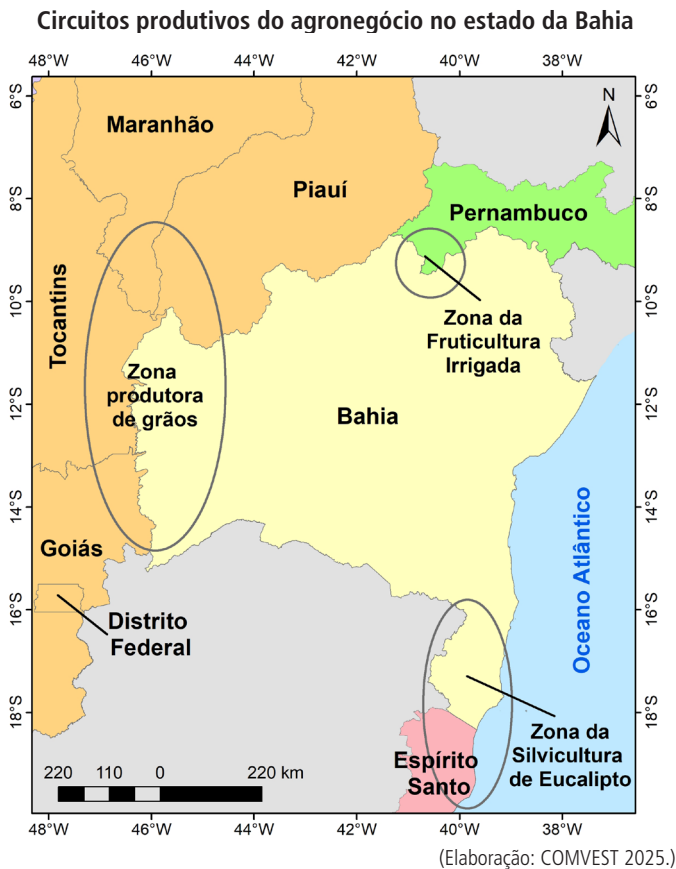 Circuitos produtivos do agronegócio no estado da Bahia
48°W 46°W 44°W 42°W 40°W 38°W
6°S
6°S
N
Maranhão
Piauí
8°S
8°S
Pernambuco
Tocantins
10°S
10°S
Zona da
Fruticultura
Irrigada
Zona
produtora
de grãos
12°S
12°S
Bahia
14°S
14°S
Goiás
Oceano Atlântico
16°S
16°S
Distrito
Federal
18°S
18°S
Zona da
Silvicultura
de Eucalipto
Espírito
Santo
220 110 0 220 km
48°W 46°W 44°W 42°W 40°W 38°W
(Elaboração: COMVEST 2025.)